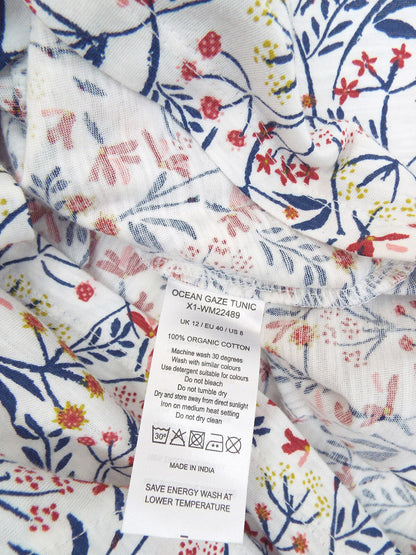 OCEAN GAZE TUNIC
X1-WM22489
UK 12 / EU 40 / US 8
100% ORGANIC COTTON
Machine wash 30 degrees
Wash with similar colours
Use detergent suitable for colours
Do not bleach
Do not tumble dry
Dry and store away from direct sunlight
Iron on medium heat setting
Do not dry clean
30°
MADE IN INDIA
SAVE ENERGY WASH AT
LOWER TEMPERATURE